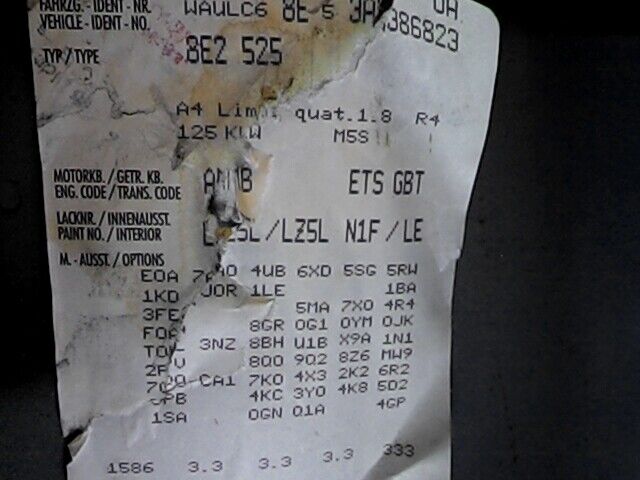 FAHRZG.-IDENT-NR. WAULC6 8E 5
VEHICLE-IDENT-NO. 386823
TYP/TYPE 8E2 525
A4 quat.1.8 R4
125 KW M5S
MOTORKB./GETR.KB.
ENG. CODE/TRANS. CODE ETS GBT
LACKNR./INNENAUSST.
PAINT NO./INTERIOR /LZ5L N1F/LE
M.-AUSST./OPTIONS
EOA 4UB 6XD 5SG 5RW
1KD JOR 1LE 1BA
3FE 5MA 7X0 4R4
8GR 0G1 0YM 0JK
3NZ 8BH U1B X9A 1N1
800 902 8Z6 MW9
CA1 7K0 4X3 2K2 6R2
4KC 3Y0 4K8 5D2
1SA 0GN Q1A 4GP
1586 3.3 3.3 3.3 333